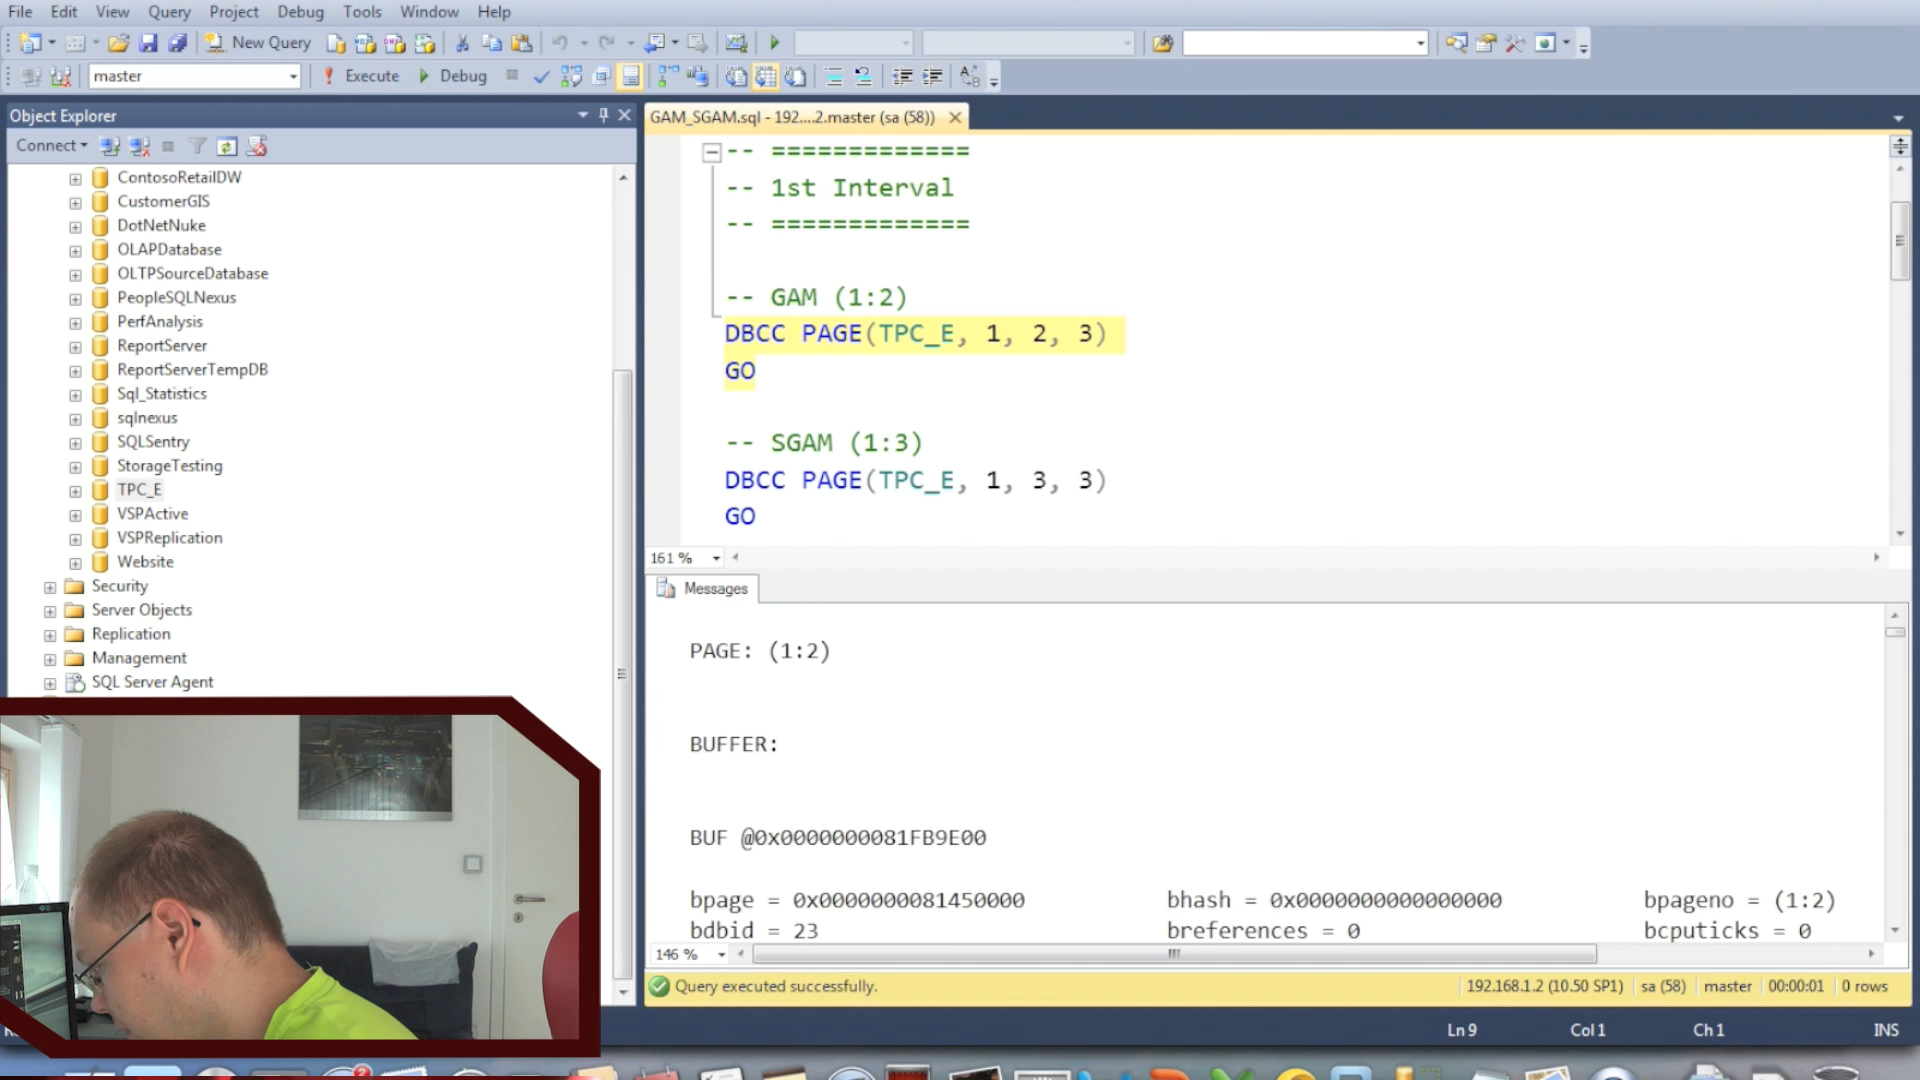 File Edit View Query Project Debug Tools Window Help
New Query
master Execute Debug
Object Explorer
Connect
ContosoRetailDW
CustomerGIS
DotNetNuke
OLAPDatabase
OLTPSourceDatabase
PeopleSQLNexus
PerfAnalysis
ReportServer
ReportServerTempDB
Sql_Statistics
sqlnexus
SQLSentry
StorageTesting
TPC_E
VSPActive
VSPReplication
Website
Security
Server Objects
Replication
Management
SQL Server Agent
GAM_SGAM.sql - 192....2.master (sa (58))
-- =============
-- 1st Interval
-- =============
-- GAM (1:2)
DBCC PAGE(TPC_E, 1, 2, 3)
GO
-- SGAM (1:3)
DBCC PAGE(TPC_E, 1, 3, 3)
GO
161 %
Messages
PAGE: (1:2)
BUFFER:
BUF @0x0000000081FB9E00
bpage = 0x0000000081450000 bhash = 0x0000000000000000 bpageno = (1:2)
bdbid = 23 breferences = 0 bcputicks = 0
146 %
Query executed successfully. 192.168.1.2 (10.50 SP1) sa (58) master 00:00:01 0 rows
Ln 9 Col 1 Ch 1 INS